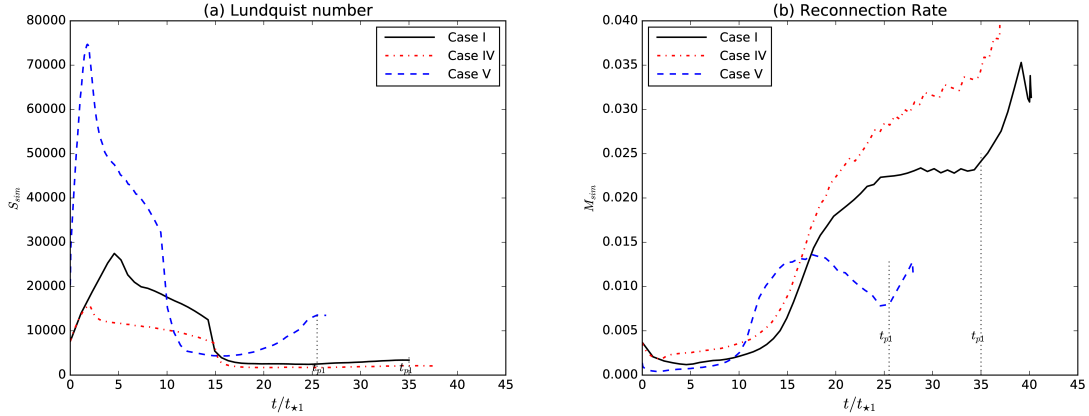 (a) Lundquist number
80000
70000
60000
50000
40000
30000
20000
10000
0
S_sim
Case I
Case IV
Case V
t_p1
t_p1
0 5 10 15 20 25 30 35 40 45
t/t_★1
(b) Reconnection Rate
0.040
0.035
0.030
0.025
0.020
0.015
0.010
0.005
0.000
M_sim
Case I
Case IV
Case V
t_p1
t_p1
0 5 10 15 20 25 30 35 40 45
t/t_★1